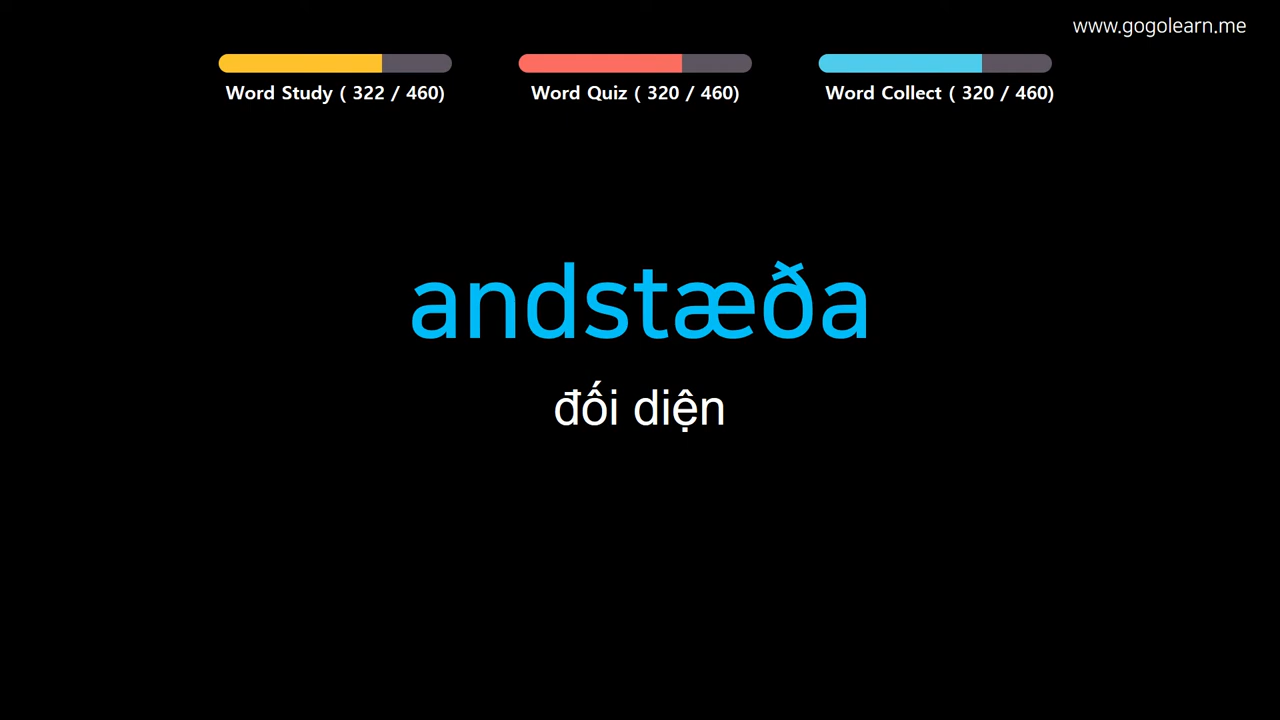 www.gogolearn.me
Word Study ( 322 / 460)
Word Quiz ( 320 / 460)
Word Collect ( 320 / 460)
andstæða
đối diện